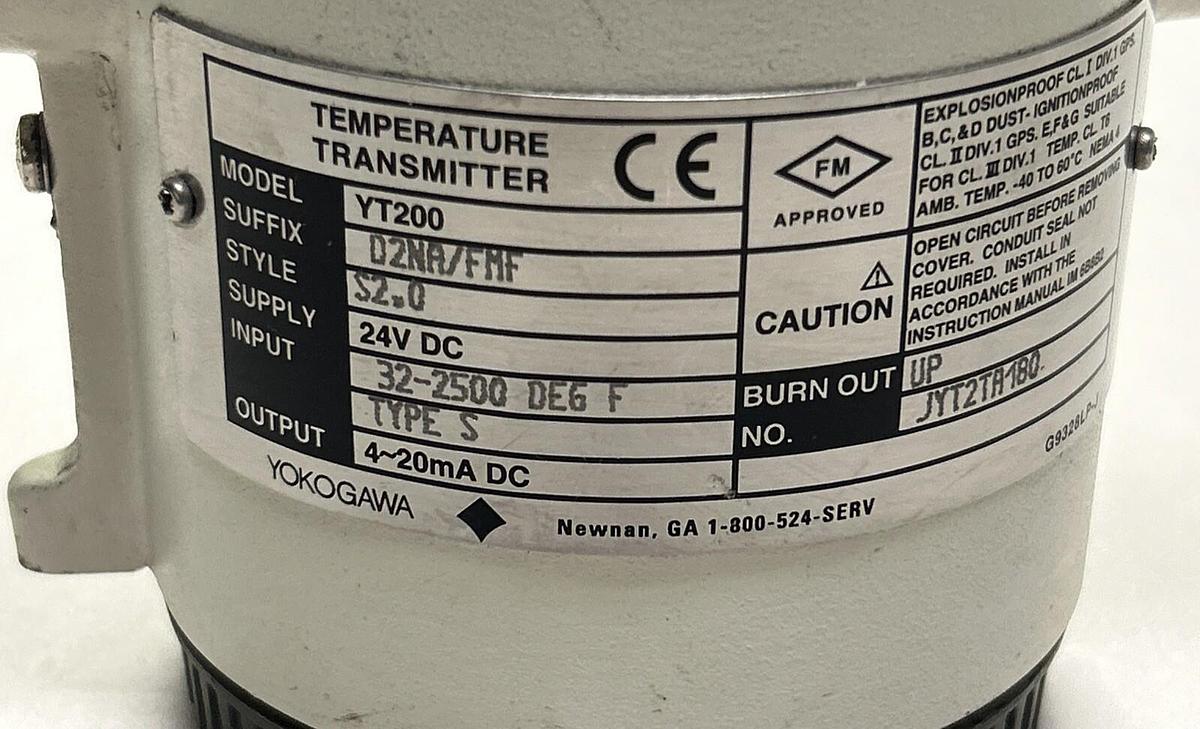 TEMPERATURE
TRANSMITTER
CE
MODEL YT200
SUFFIX D2NA/FMF
STYLE S2.0
SUPPLY 24V DC
INPUT 32-2500 DEG F
TYPE S
OUTPUT 4~20mA DC
FM
APPROVED
EXPLOSIONPROOF CL. I DIV.1 GPS.
B,C,&D DUST-IGNITIONPROOF
CL. II DIV.1 GPS. E,F&G SUITABLE
FOR CL. III DIV.1 TEMP. CL T6
AMB. TEMP. -40 TO 60°C NEMA 4
CAUTION
OPEN CIRCUIT BEFORE REMOVING
COVER. CONDUIT SEAL NOT
REQUIRED. INSTALL IN
ACCORDANCE WITH THE
INSTRUCTION MANUAL IM
BURN OUT UP
NO. JYT2TA180
YOKOGAWA
Newnan, GA 1-800-524-SERV